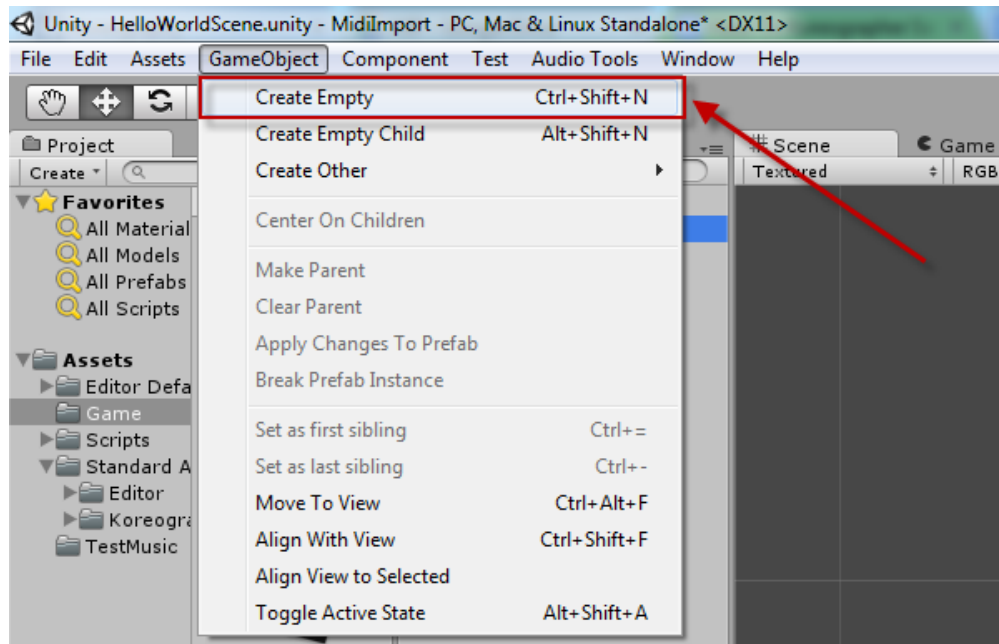 Unity - HelloWorldScene.unity - MidiImport - PC, Mac & Linux Standalone* <DX11>
File Edit Assets GameObject Component Test Audio Tools Window Help
Create Empty Ctrl+Shift+N
Create Empty Child Alt+Shift+N
Create Other
Center On Children
Make Parent
Clear Parent
Apply Changes To Prefab
Break Prefab Instance
Set as first sibling Ctrl+=
Set as last sibling Ctrl+-
Move To View Ctrl+Alt+F
Align With View Ctrl+Shift+F
Align View to Selected
Toggle Active State Alt+Shift+A
Project
Create
Favorites
All Material
All Models
All Prefabs
All Scripts
Assets
Editor Defa
Game
Scripts
Standard A
Editor
Koreogra
TestMusic
Scene Game
Textured RGB